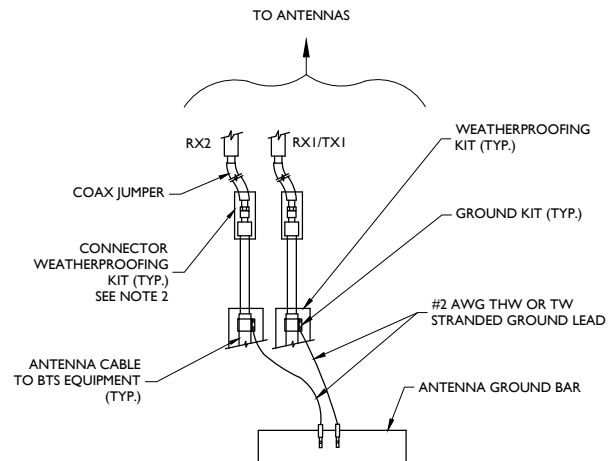 TO ANTENNAS
RX2
RX1/TX1
WEATHERPROOFING
KIT (TYP.)
COAX JUMPER
GROUND KIT (TYP.)
CONNECTOR
WEATHERPROOFING
KIT (TYP.)
SEE NOTE 2
#2 AWG THW OR TW
STRANDED GROUND LEAD
ANTENNA CABLE
TO BTS EQUIPMENT
(TYP.)
ANTENNA GROUND BAR